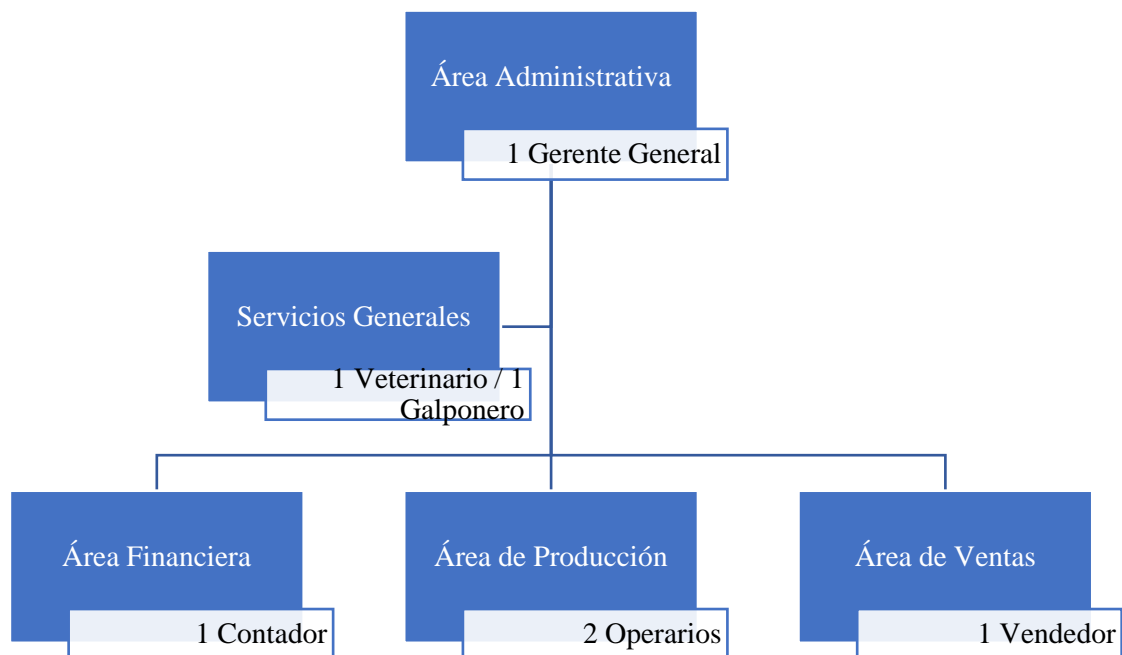 Área Administrativa
1 Gerente General
Servicios Generales
1 Veterinario / 1
Galponero
Área Financiera
1 Contador
Área de Producción
2 Operarios
Área de Ventas
1 Vendedor